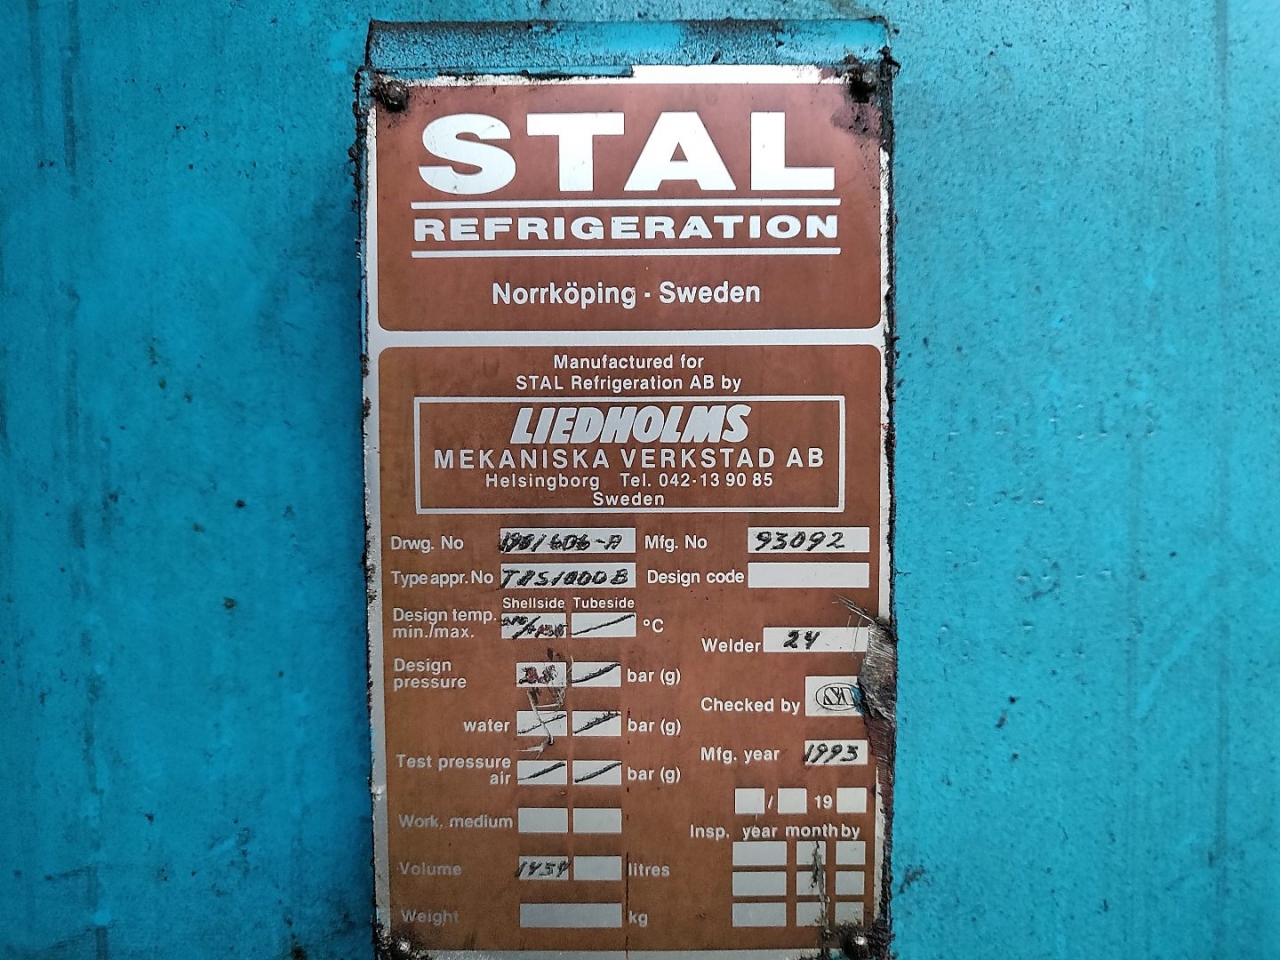 STAL
REFRIGERATION
Norrköping - Sweden
Manufactured for
STAL Refrigeration AB by
LIEDHOLMS
MEKANISKA VERKSTAD AB
Helsingborg Tel. 042-13 90 85
Sweden
Drwg. No Mfg. No 93092
Type appr. No Design code
Shellside Tubeside
Design temp. min./max. °C
Welder 24
Design pressure bar (g)
Checked by
water bar (g)
Mfg. year 1993
Test pressure air bar (g)
/ 19
Work. medium
Insp. year month by
Volume litres
Weight kg